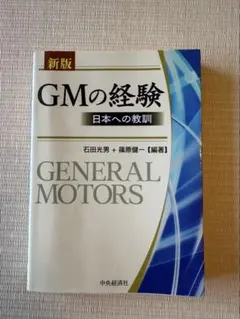 新版
GMの経験
日本への教訓
石田光男+篠原健一【編著】
GENERAL
MOTORS
中央経済社